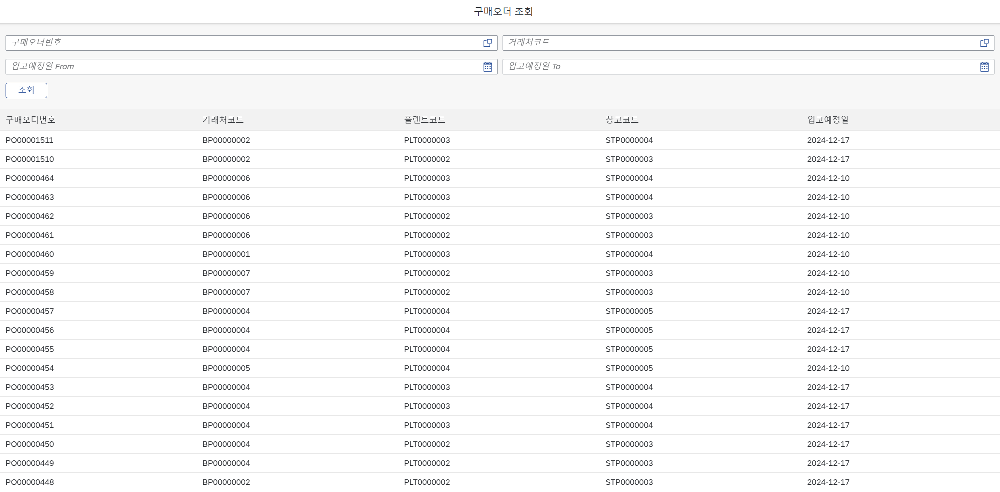 구매오더 조회
구매오더번호 거래처코드
입고예정일 From 입고예정일 To
조회
구매오더번호 거래처코드 플랜트코드 창고코드 입고예정일
PO00001511 BP00000002 PLT0000003 STP0000004 2024-12-17
PO00001510 BP00000002 PLT0000002 STP0000003 2024-12-17
PO00000464 BP00000006 PLT0000003 STP0000004 2024-12-10
PO00000463 BP00000006 PLT0000003 STP0000004 2024-12-10
PO00000462 BP00000006 PLT0000002 STP0000003 2024-12-10
PO00000461 BP00000006 PLT0000002 STP0000003 2024-12-10
PO00000460 BP00000001 PLT0000003 STP0000004 2024-12-10
PO00000459 BP00000007 PLT0000002 STP0000003 2024-12-10
PO00000458 BP00000007 PLT0000002 STP0000003 2024-12-10
PO00000457 BP00000004 PLT0000004 STP0000005 2024-12-17
PO00000456 BP00000004 PLT0000004 STP0000005 2024-12-17
PO00000455 BP00000004 PLT0000004 STP0000005 2024-12-17
PO00000454 BP00000005 PLT0000004 STP0000005 2024-12-10
PO00000453 BP00000004 PLT0000003 STP0000004 2024-12-17
PO00000452 BP00000004 PLT0000003 STP0000004 2024-12-17
PO00000451 BP00000004 PLT0000003 STP0000004 2024-12-17
PO00000450 BP00000004 PLT0000002 STP0000003 2024-12-17
PO00000449 BP00000004 PLT0000002 STP0000003 2024-12-17
PO00000448 BP00000002 PLT0000002 STP0000003 2024-12-17